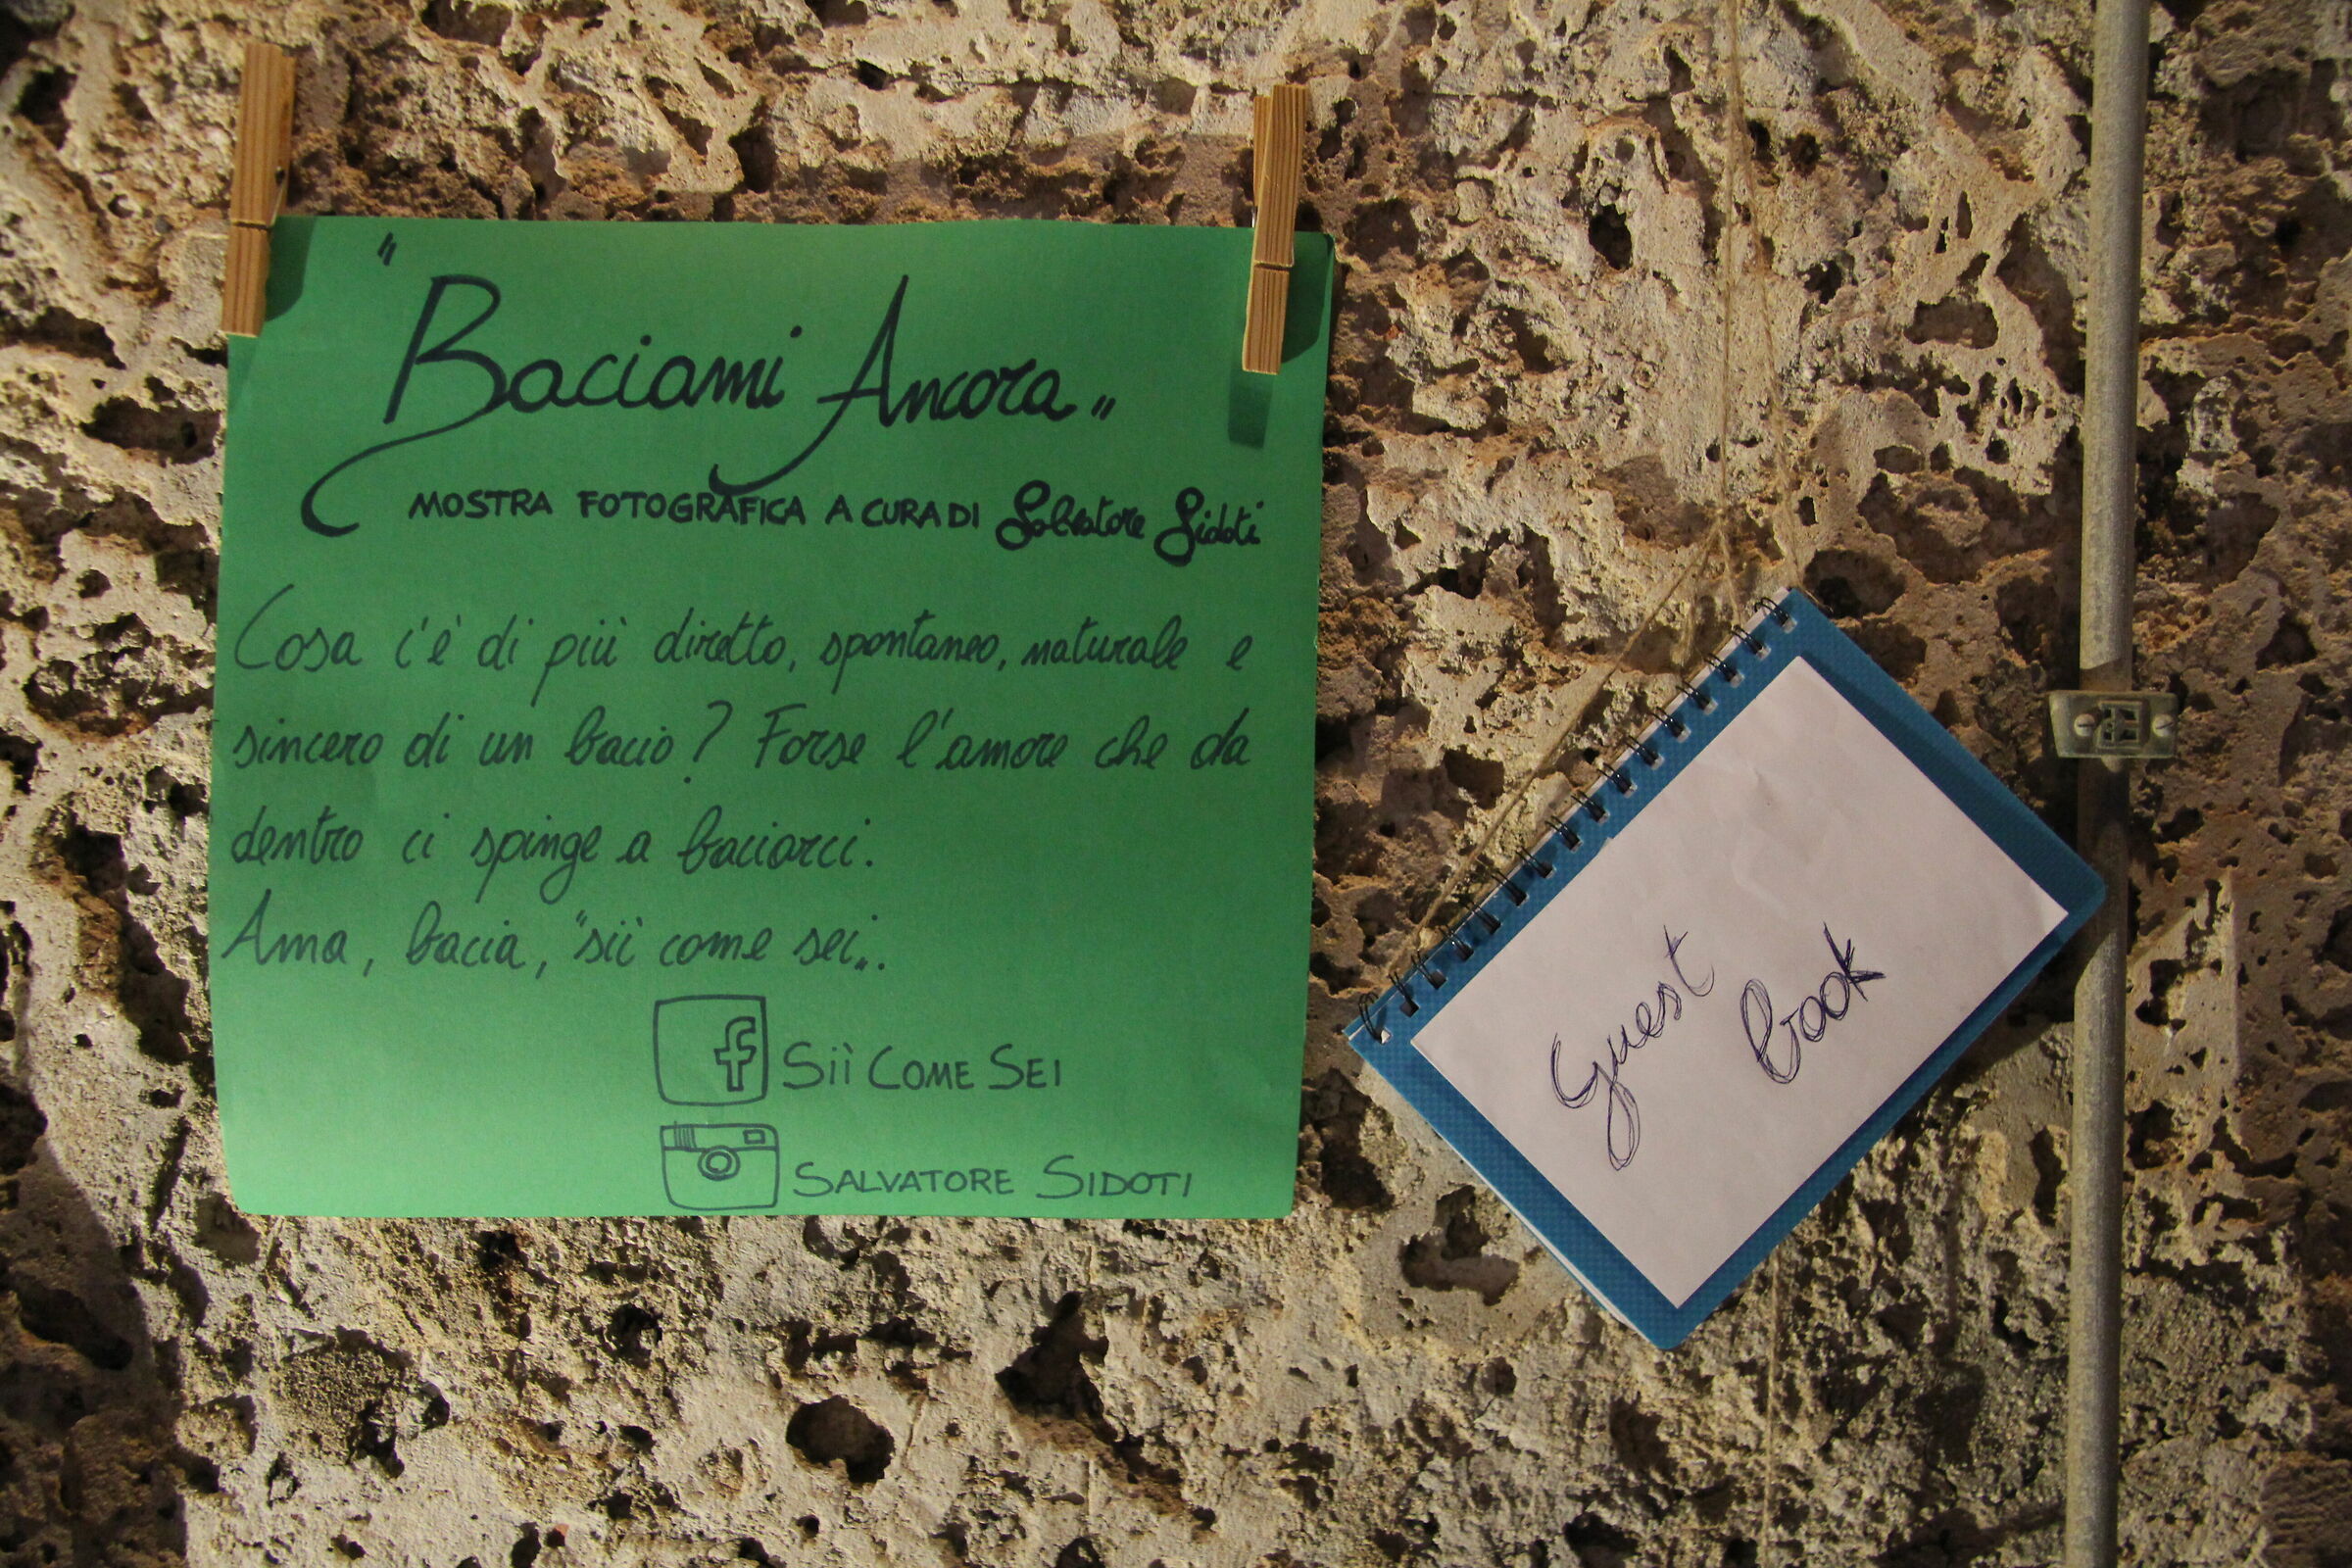 "Baciami Ancora"
MOSTRA FOTOGRAFICA A CURA DI Salvatore Sidoti
Cosa c'è di più diretto, spontaneo, naturale e
sincero di un bacio? Forse l'amore che da
dentro ci spinge a baciarci.
Ama, bacia, "sii come sei".
f SiÌ COME SEI
SALVATORE SIDOTI
Guest
book